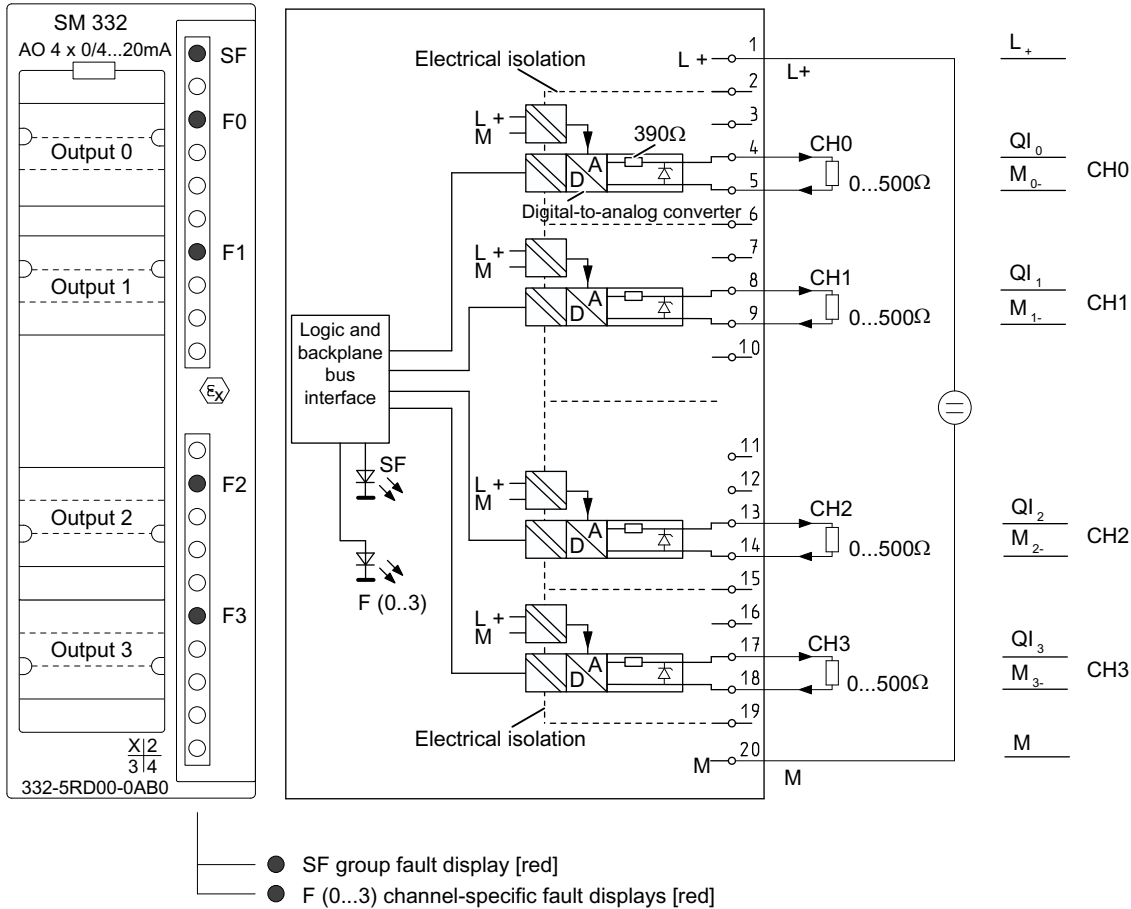 SM 332
AO 4 x 0/4...20mA
SF
F0
Output 0
F1
Output 1
εx
F2
Output 2
F3
Output 3
X 2
3 4
332-5RD00-0AB0
Electrical isolation
L +
1
L+
2
3
L +
M
390Ω
4
CH0
D A
5
0...500Ω
Digital-to-analog converter
6
L +
M
7
8
CH1
D A
9
0...500Ω
10
Logic and
backplane
bus
interface
SF
F (0..3)
11
12
L +
M
13
CH2
D A
14
0...500Ω
15
16
L +
M
17
CH3
D A
18
0...500Ω
19
Electrical isolation
M
20
M
L+
QI0
M0-
CH0
QI1
M1-
CH1
QI2
M2-
CH2
QI3
M3-
CH3
M
SF group fault display [red]
F (0...3) channel-specific fault displays [red]